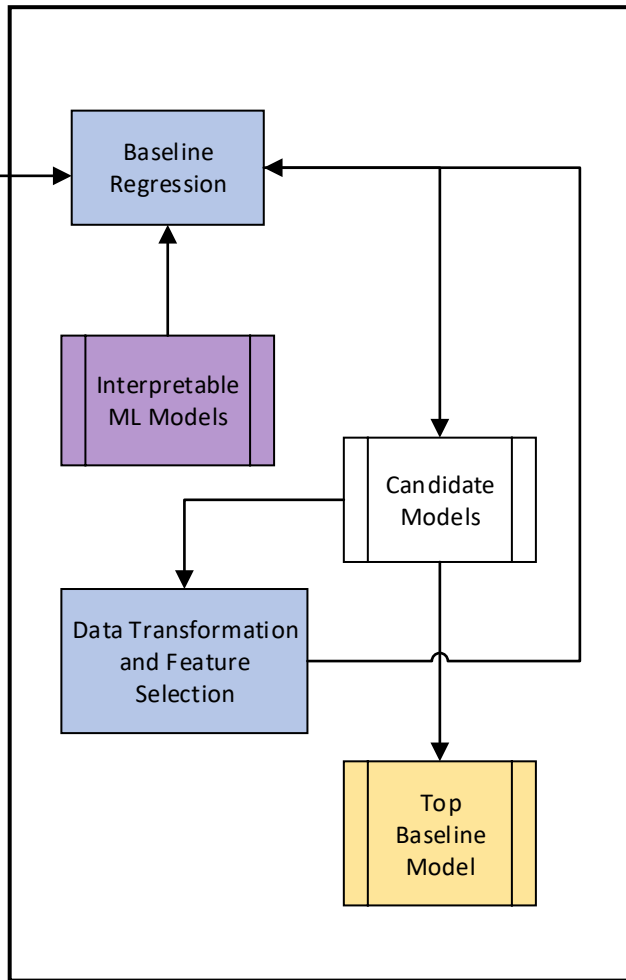 Baseline
Regression
Interpretable
ML Models
Candidate
Models
Data Transformation
and Feature
Selection
Top
Baseline
Model